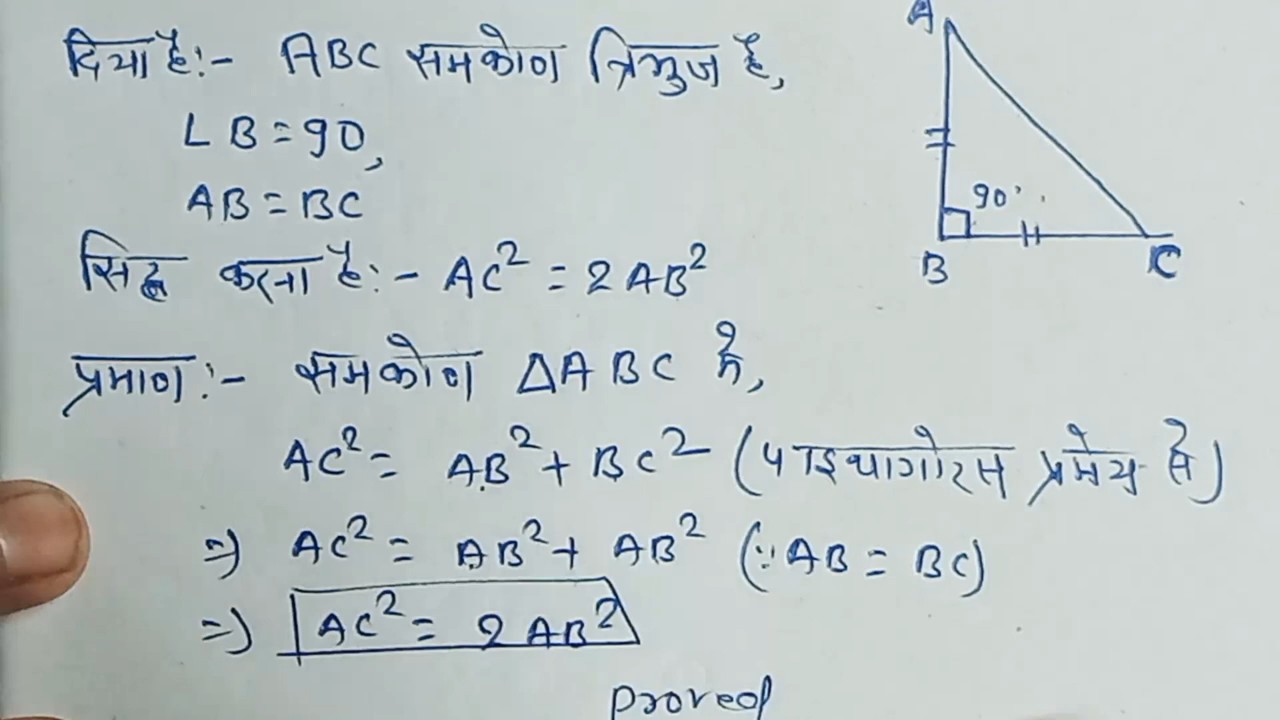 दिया है:- ABC समकोण त्रिभुज है,
∠B = 90,
AB = BC
सिद्ध करना है:- AC² = 2AB²
प्रमाण:- समकोण ΔABC में,
AC² = AB² + BC² (पाइथागोरस प्रमेय से)
⇒ AC² = AB² + AB² (∵ AB = BC)
⇒ AC² = 2AB²
Proved
A
90°
B
C